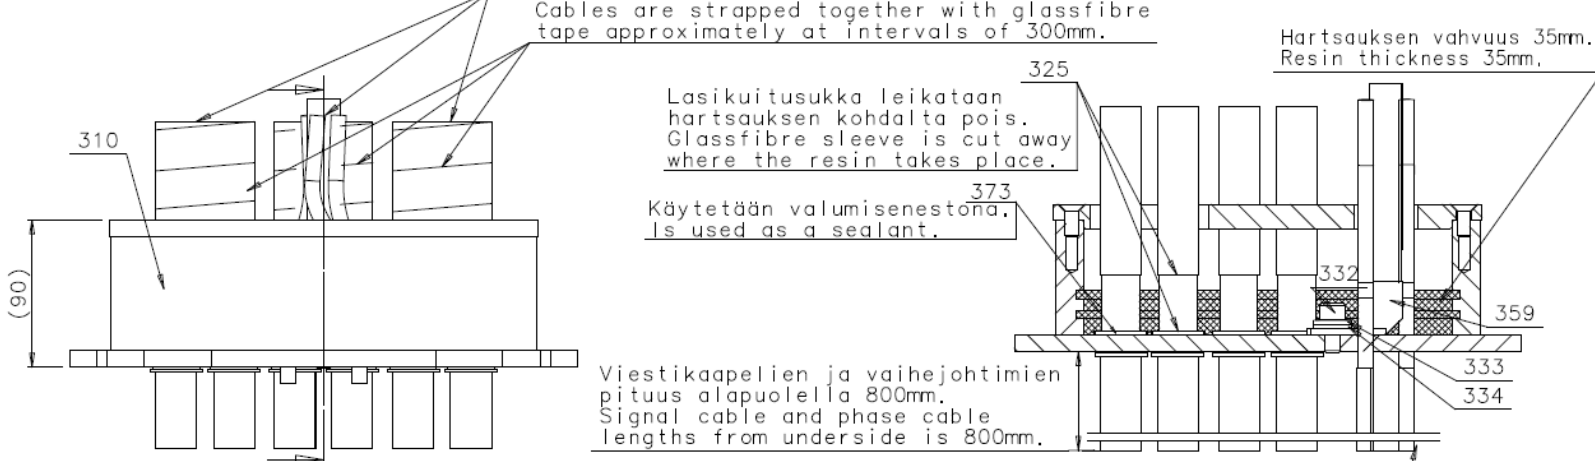 Cables are strapped together with glassfibre
tape approximately at intervals of 300mm.
Hartsauksen vahvuus 35mm.
Resin thickness 35mm.
325
Lasikuitusukka leikataan
hartsauksen kohdalta pois.
Glassfibre sleeve is cut away
where the resin takes place.
310
373
Käytetään valumisenestona.
Is used as a sealant.
(90)
332
359
333
334
Viestikaapelien ja vaihejohtimien
pituus alapuolella 800mm.
Signal cable and phase cable
lengths from underside is 800mm.